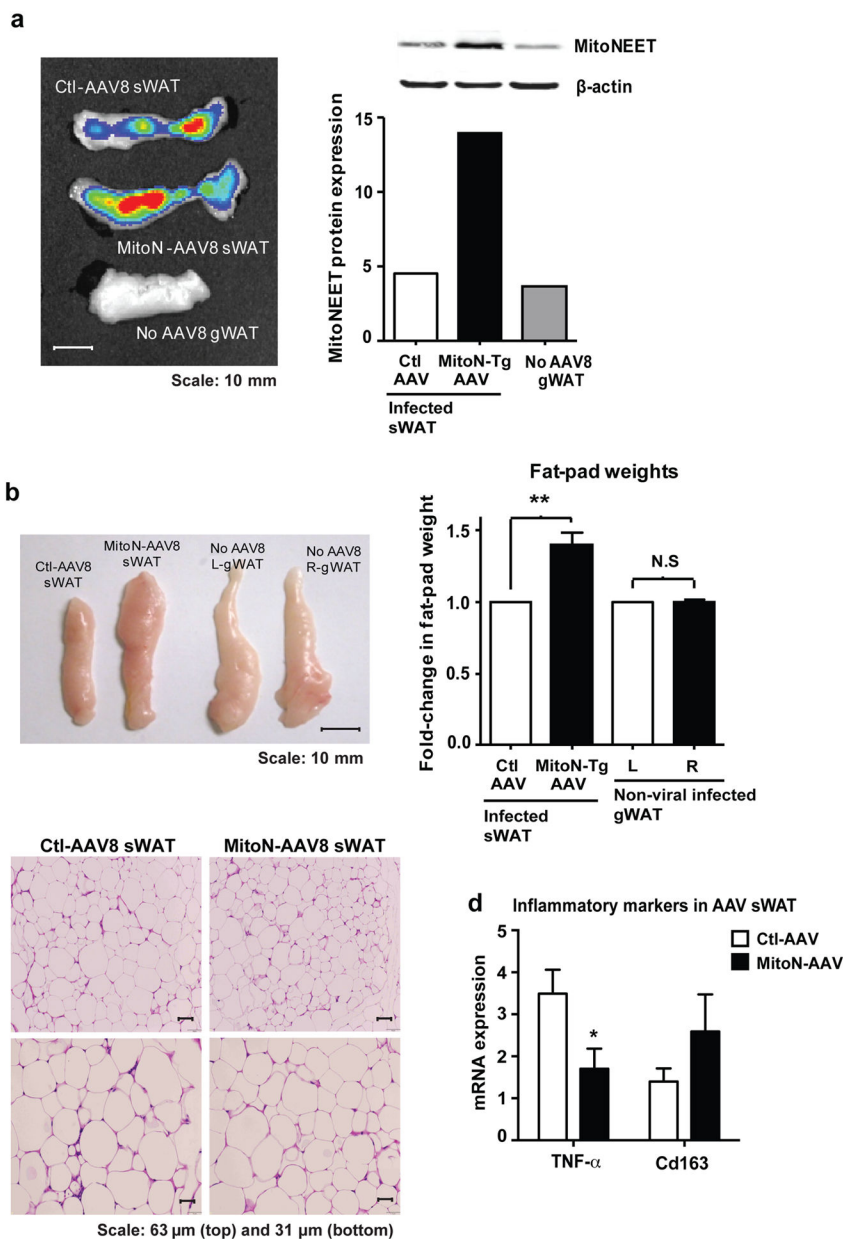 a
Ctl-AAV8 sWAT
MitoN -AAV8 sWAT
No AAV8 gWAT
Scale: 10 mm
MitoNEET
β-actin
MitoNEET protein expression
15
10
5
0
Ctl
AAV
MitoN-Tg
AAV
No AAV8
gWAT
Infected
sWAT
b
Ctl-AAV8
sWAT
MitoN-AAV8
sWAT
No AAV8
L-gWAT
No AAV8
R-gWAT
Scale: 10 mm
Fat-pad weights
Fold-change in fat-pad weight
1.5
1.0
0.5
0.0
**
N.S
Ctl
AAV
MitoN-Tg
AAV
L
R
Infected
sWAT
Non-viral infected
gWAT
Ctl-AAV8 sWAT
MitoN-AAV8 sWAT
Scale: 63 µm (top) and 31 µm (bottom)
d
Inflammatory markers in AAV sWAT
Ctl-AAV
MitoN-AAV
mRNA expression
5
4
3
2
1
0
*
TNF-α
Cd163